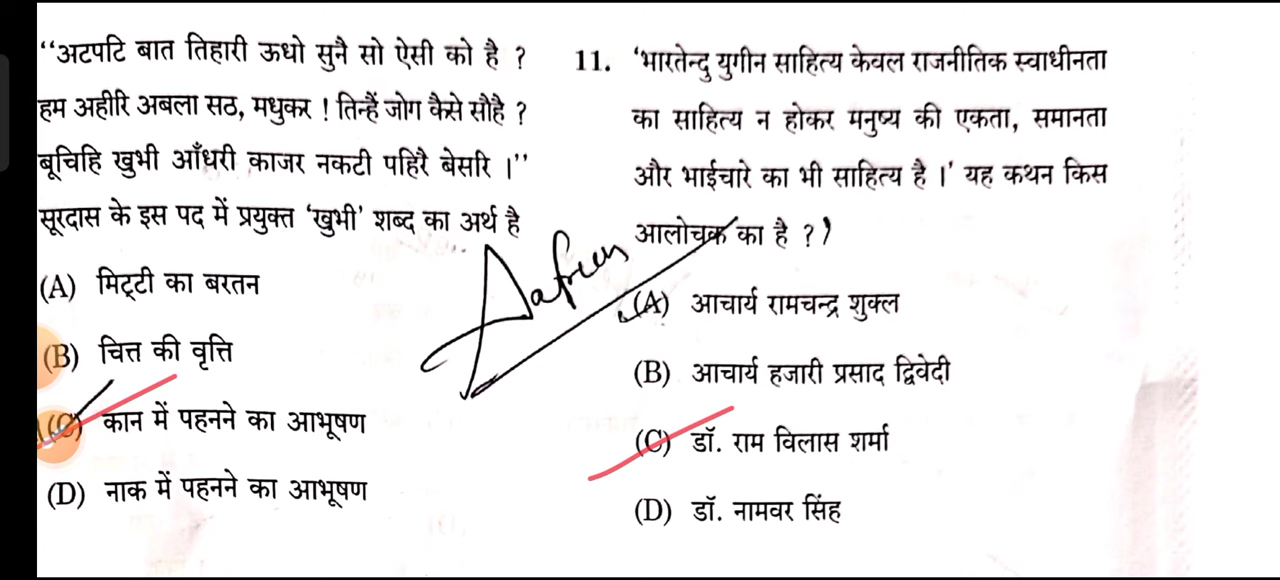 “अटपटि बात तिहारी ऊधो सुनै सो ऐसी को है ?
हम अहीरि अबला सठ, मधुकर ! तिन्हैं जोग कैसे सौहै ?
बूचिहि खुभी आँधरी काजर नकटी पहिरै बेसरि ।”
सूरदास के इस पद में प्रयुक्त ‘खुभी’ शब्द का अर्थ है
(A) मिट्टी का बरतन
(B) चित्त की वृत्ति
(C) कान में पहनने का आभूषण
(D) नाक में पहनने का आभूषण
11. ‘भारतेन्दु युगीन साहित्य केवल राजनीतिक स्वाधीनता
का साहित्य न होकर मनुष्य की एकता, समानता
और भाईचारे का भी साहित्य है ।’ यह कथन किस
आलोचक का है ?
(A) आचार्य रामचन्द्र शुक्ल
(B) आचार्य हजारी प्रसाद द्विवेदी
(C) डॉ. राम विलास शर्मा
(D) डॉ. नामवर सिंह